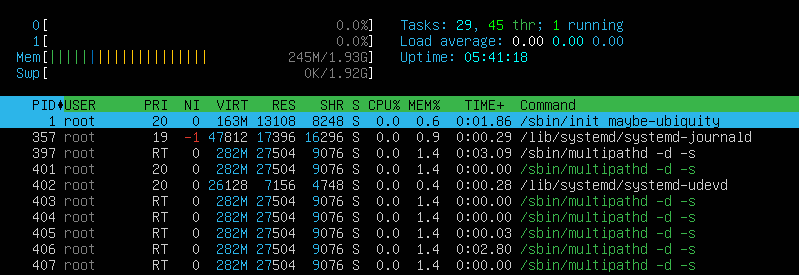 0[ 0.0%] Tasks: 29, 45 thr; 1 running
1[ 0.0%] Load average: 0.00 0.00 0.00
Mem[||||||||||||||||||||||| 245M/1.93G] Uptime: 05:41:18
Swp[ 0K/1.92G]
PID USER PRI NI VIRT RES SHR S CPU% MEM% TIME+ Command
1 root 20 0 163M 13108 8248 S 0.0 0.6 0:01.86 /sbin/init maybe-ubiquity
357 root 19 -1 47812 17396 16296 S 0.0 0.9 0:00.29 /lib/systemd/systemd-journald
397 root RT 0 282M 27504 9076 S 0.0 1.4 0:03.09 /sbin/multipathd -d -s
401 root 20 0 282M 27504 9076 S 0.0 1.4 0:00.00 /sbin/multipathd -d -s
402 root 20 0 26128 7156 4748 S 0.0 0.4 0:00.28 /lib/systemd/systemd-udevd
403 root RT 0 282M 27504 9076 S 0.0 1.4 0:00.00 /sbin/multipathd -d -s
404 root RT 0 282M 27504 9076 S 0.0 1.4 0:00.00 /sbin/multipathd -d -s
405 root RT 0 282M 27504 9076 S 0.0 1.4 0:00.03 /sbin/multipathd -d -s
406 root RT 0 282M 27504 9076 S 0.0 1.4 0:02.80 /sbin/multipathd -d -s
407 root RT 0 282M 27504 9076 S 0.0 1.4 0:00.00 /sbin/multipathd -d -s